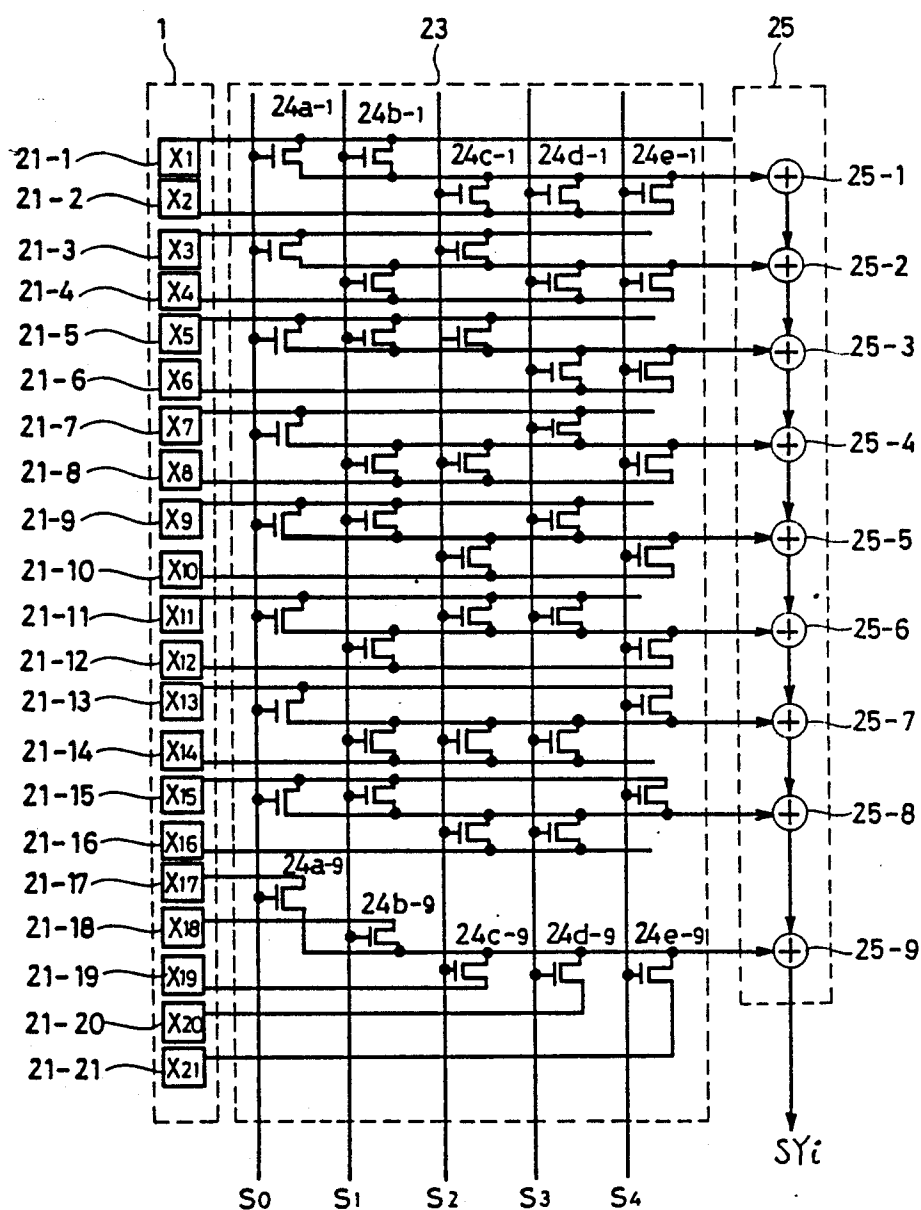 1 23 25
24a-1 24b-1
24c-1 24d-1 24e-1
21-1 X1
21-2 X2 25-1
21-3 X3
21-4 X4 25-2
21-5 X5 25-3
21-6 X6
21-7 X7 25-4
21-8 X8
21-9 X9 25-5
21-10 X10
21-11 X11 25-6
21-12 X12
21-13 X13 25-7
21-14 X14
21-15 X15 25-8
21-16 X16
24a-9
21-17 X17
24b-9
21-18 X18
24c-9 24d-9 24e-9
25-9
21-19 X19
21-20 X20
21-21 X21
SYi
S0 S1 S2 S3 S4